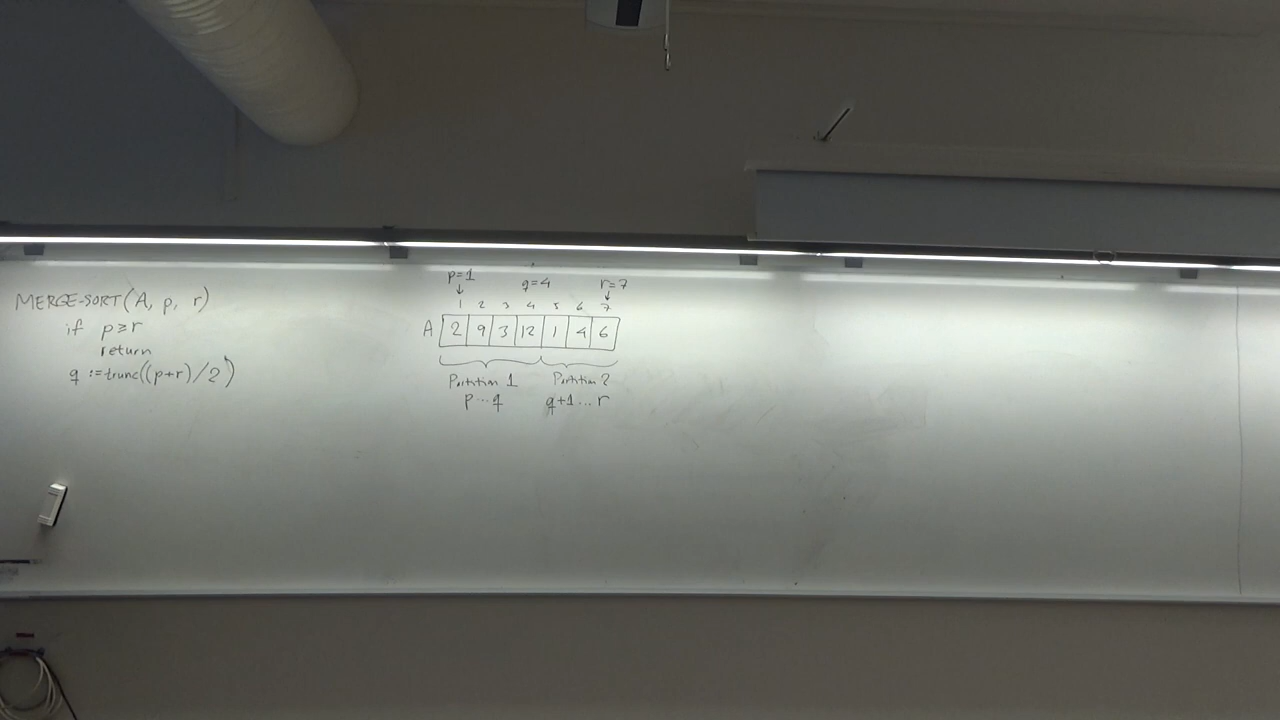 MERGE-SORT(A, p, r)
if p≥r
return
q :=trunc((p+r)/2)
p=1 q=4 r=7
↓ ↓
1 2 3 4 5 6 7
A 2 9 3 12 1 4 6
Partition 1 Partition 2
p...q q+1...r